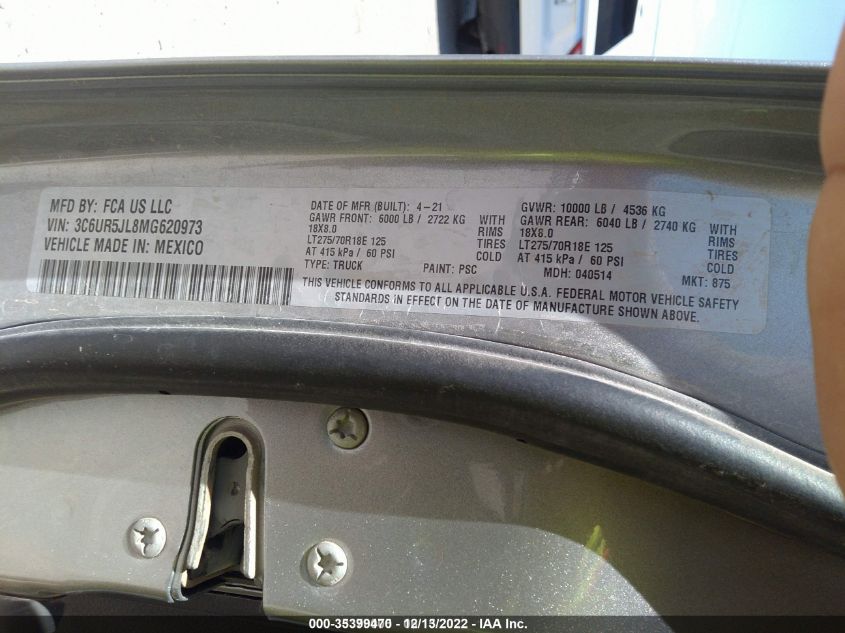 MFD BY: FCA US LLC
VIN: 3C6UR5JL8MG620973
VEHICLE MADE IN: MEXICO
DATE OF MFR (BUILT): 4-21
GAWR FRONT: 6000 LB / 2722 KG WITH
18X8.0 RIMS
LT275/70R18E 125 TIRES
AT 415 kPa / 60 PSI COLD
TYPE: TRUCK PAINT: PSC
GVWR: 10000 LB / 4536 KG
GAWR REAR: 6040 LB / 2740 KG WITH
18X8.0 RIMS
LT275/70R18E 125 TIRES
AT 415 kPa / 60 PSI COLD
MDH: 040514 MKT: 875
THIS VEHICLE CONFORMS TO ALL APPLICABLE U.S.A. FEDERAL MOTOR VEHICLE SAFETY
STANDARDS IN EFFECT ON THE DATE OF MANUFACTURE SHOWN ABOVE.
000-35399470 - 12/13/2022 - IAA Inc.